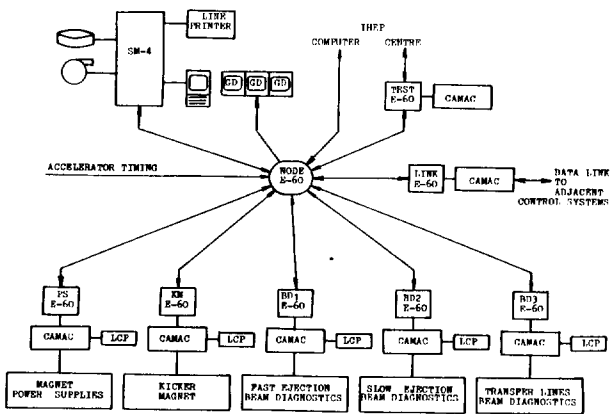 LINE
PRINTER
SM-4
IHEP
COMPUTER CENTRE
GD GD GD
TEST
E-60
CAMAC
ACCELERATOR TIMING
NODE
E-60
LINK
E-60
CAMAC
DATA LINK
TO
ADJACENT
CONTROL SYSTEMS
PS
E-60
KM
E-60
BD1
E-60
BD2
E-60
BD3
E-60
CAMAC LCP
CAMAC LCP
CAMAC LCP
CAMAC LCP
CAMAC LCP
MAGNET
POWER SUPPLIES
KICKER
MAGNET
FAST EJECTION
BEAM DIAGNOSTICS
SLOW EJECTION
BEAM DIAGNOSTICS
TRANSFER LINES
BEAM DIAGNOSTICS